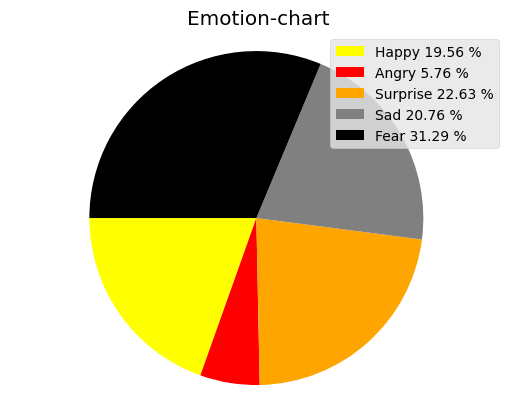 Emotion-chart
Happy 19.56 %
Angry 5.76 %
Surprise 22.63 %
Sad 20.76 %
Fear 31.29 %